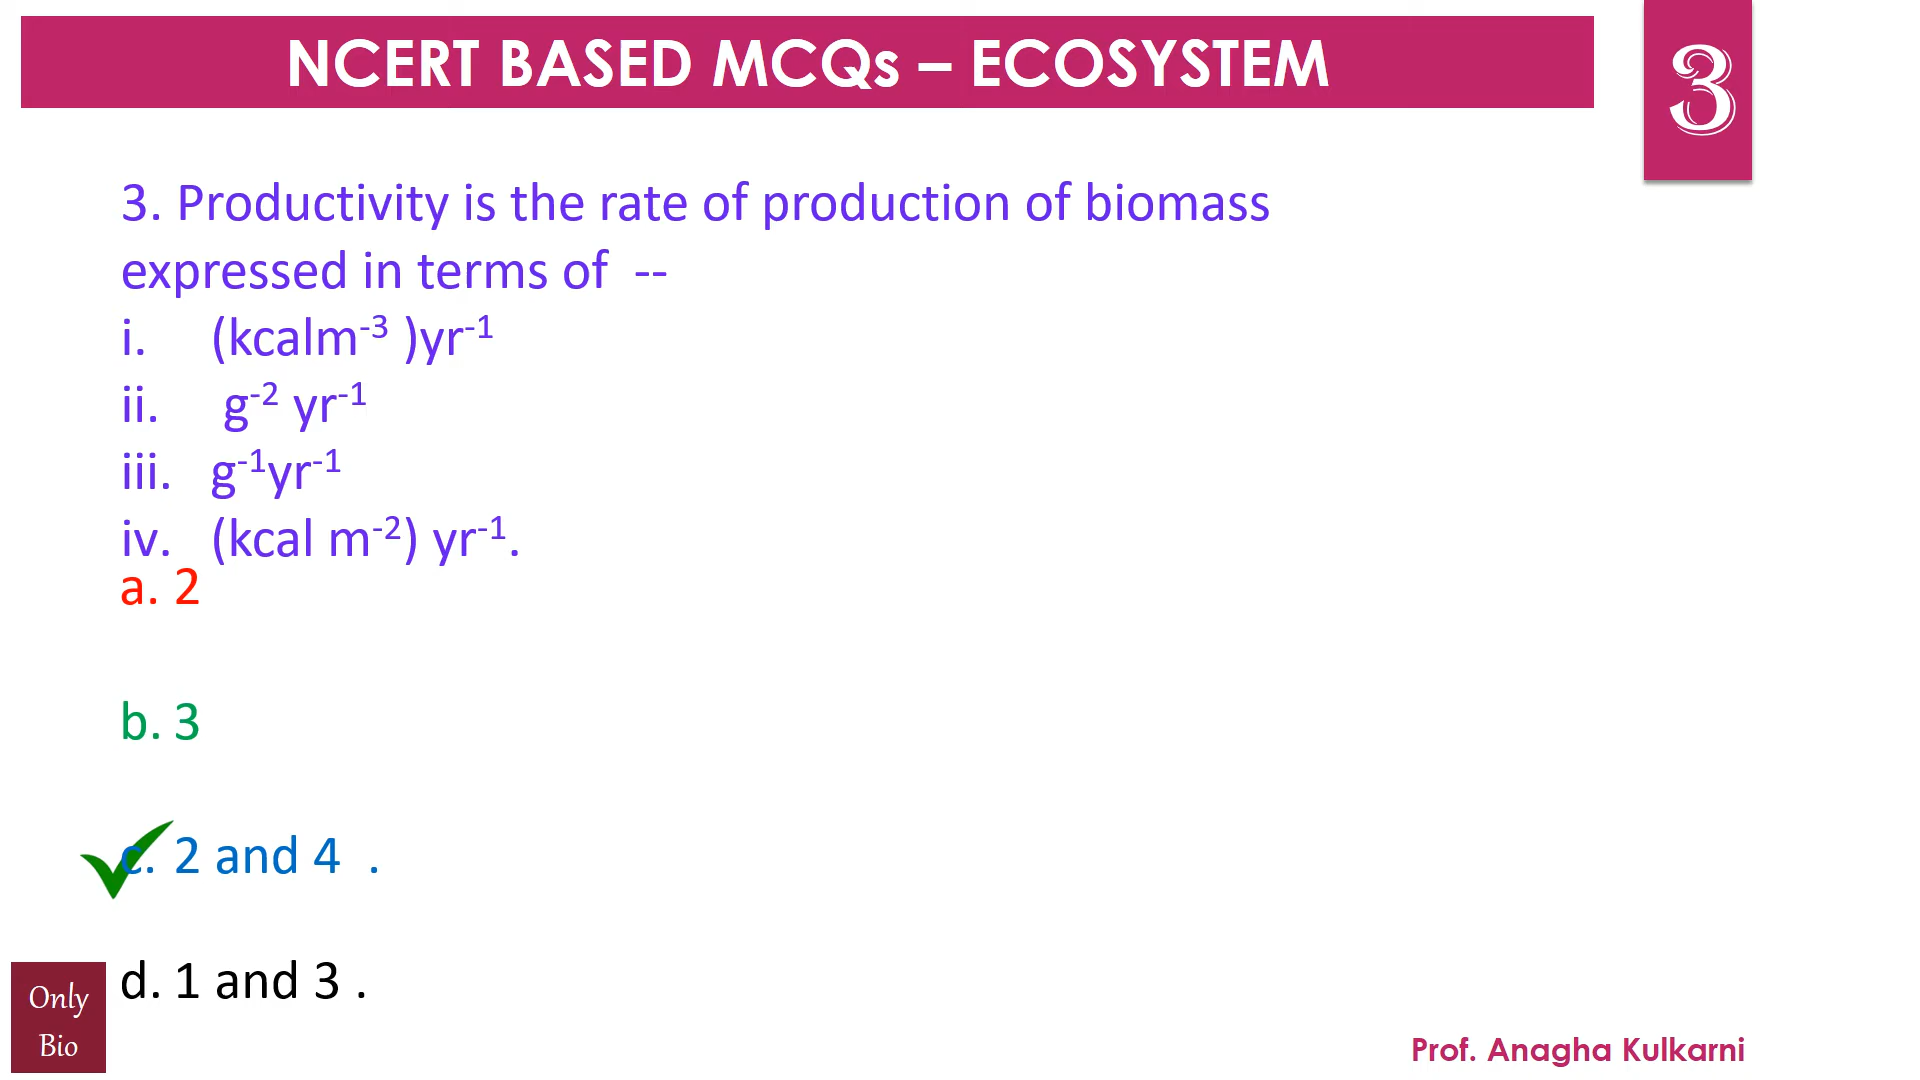 NCERT BASED MCQs – ECOSYSTEM
3
3. Productivity is the rate of production of biomass
expressed in terms of --
i. (kcalm⁻³ )yr⁻¹
ii. g⁻² yr⁻¹
iii. g⁻¹yr⁻¹
iv. (kcal m⁻²) yr⁻¹.
a. 2
b. 3
c. 2 and 4 .
d. 1 and 3 .
Only
Bio
Prof. Anagha Kulkarni